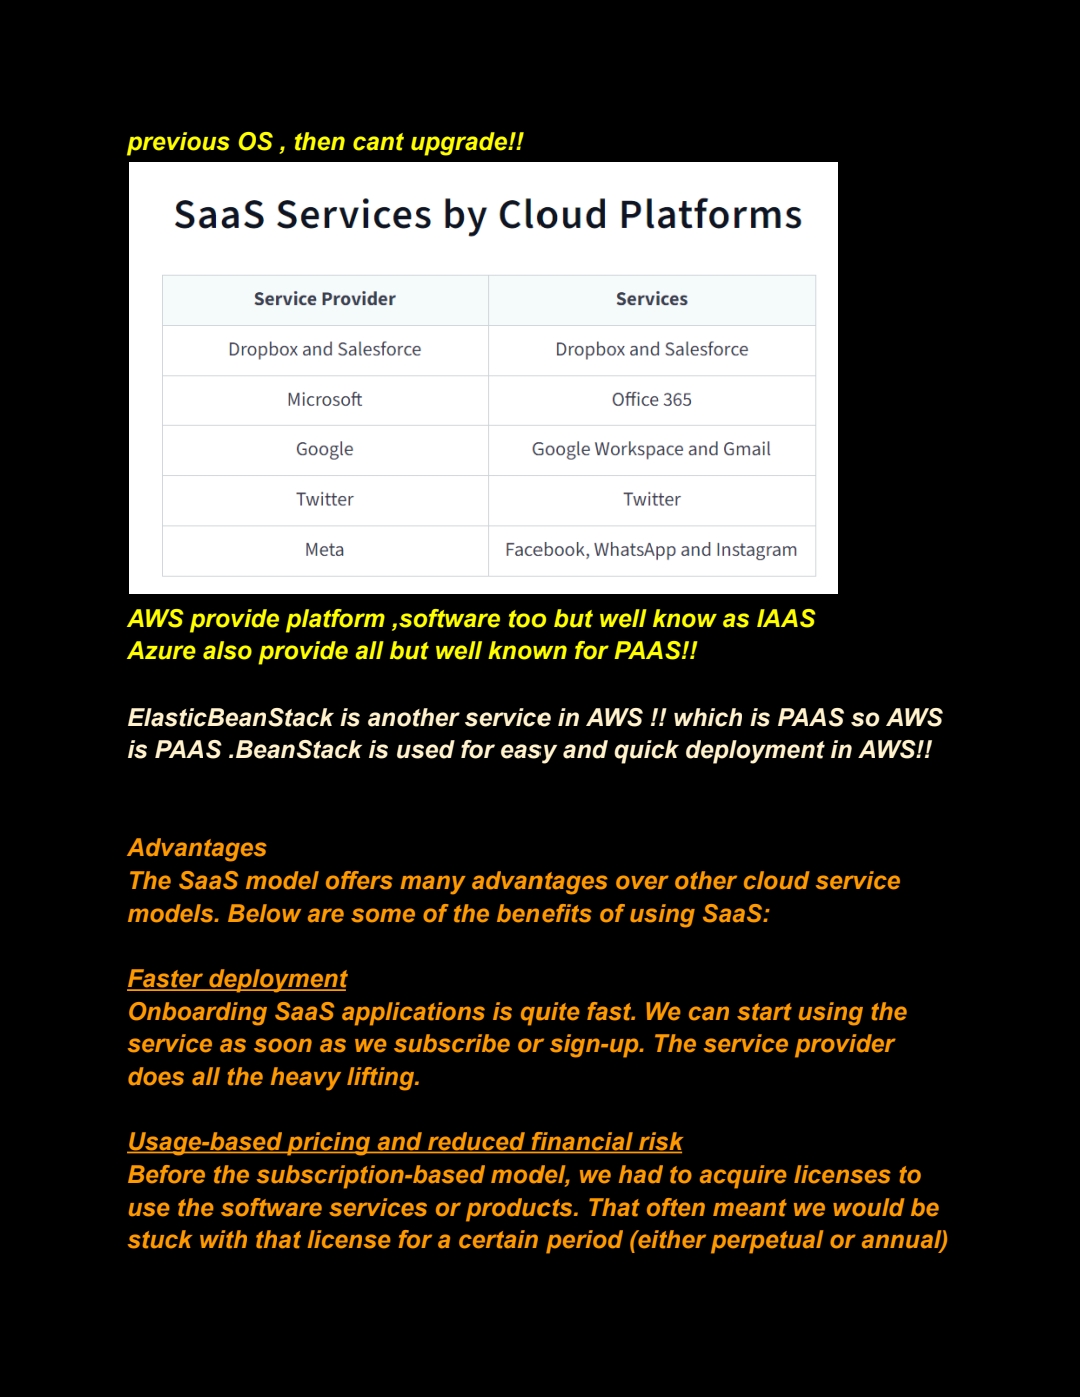 previous OS , then cant upgrade!!
SaaS Services by Cloud Platforms
Service Provider Services
Dropbox and Salesforce Dropbox and Salesforce
Microsoft Office 365
Google Google Workspace and Gmail
Twitter Twitter
Meta Facebook, WhatsApp and Instagram
AWS provide platform ,software too but well know as IAAS
Azure also provide all but well known for PAAS!!
ElasticBeanStack is another service in AWS !! which is PAAS so AWS
is PAAS .BeanStack is used for easy and quick deployment in AWS!!
Advantages
The SaaS model offers many advantages over other cloud service
models. Below are some of the benefits of using SaaS:
Faster deployment
Onboarding SaaS applications is quite fast. We can start using the
service as soon as we subscribe or sign-up. The service provider
does all the heavy lifting.
Usage-based pricing and reduced financial risk
Before the subscription-based model, we had to acquire licenses to
use the software services or products. That often meant we would be
stuck with that license for a certain period (either perpetual or annual)